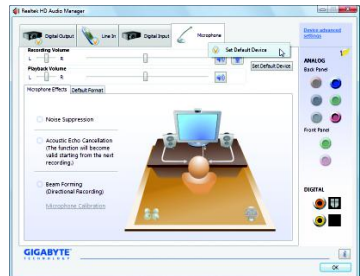 Realtek HD Audio Manager
Digital Output
Line In
Digital Input
Microphone
Device advanced settings
Set Default Device
Recording Volume
L R
Set Default Device
Playback Volume
L R
ANALOG
Back Panel
Microphone Effects
Default Format
Noise Suppression
Acoustic Echo Cancellation
(The function will become
valid starting from the next
recording.)
Front Panel
Beam Forming
(Directional Recording)
Microphone Calibration
DIGITAL
GIGABYTE
TECHNOLOGY
OK